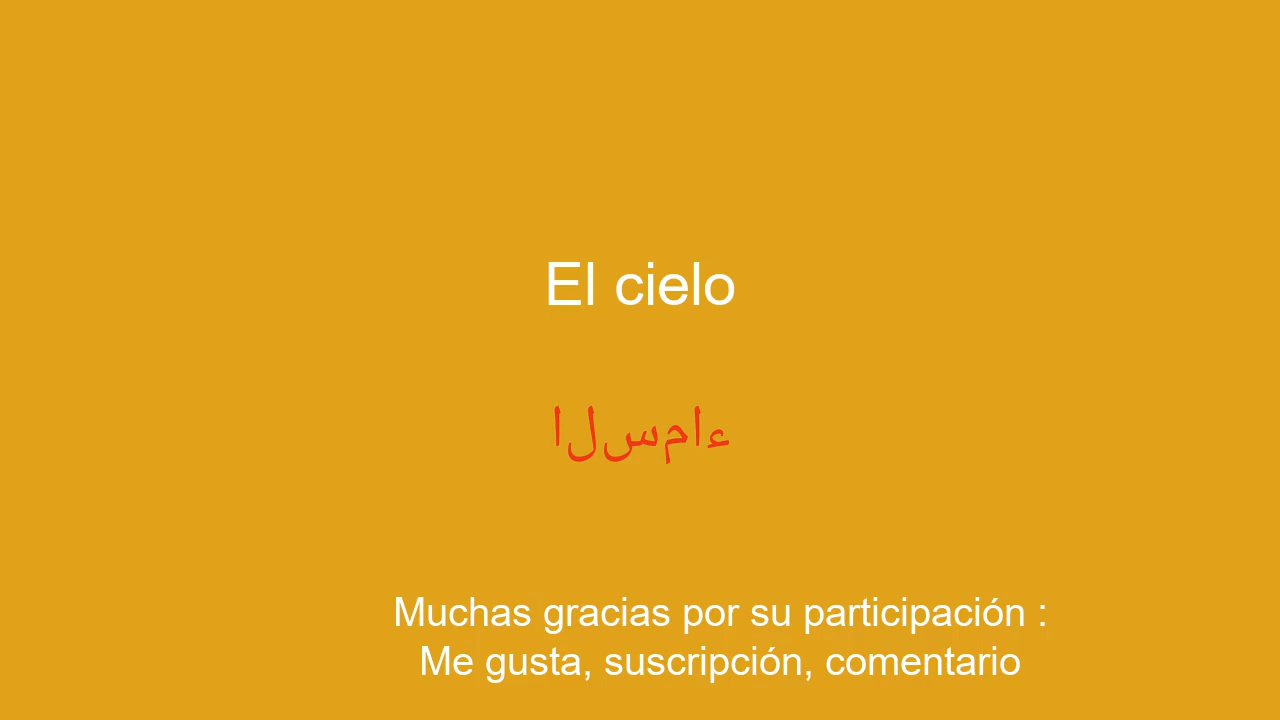 El cielo
السماء
Muchas gracias por su participación :
Me gusta, suscripción, comentario